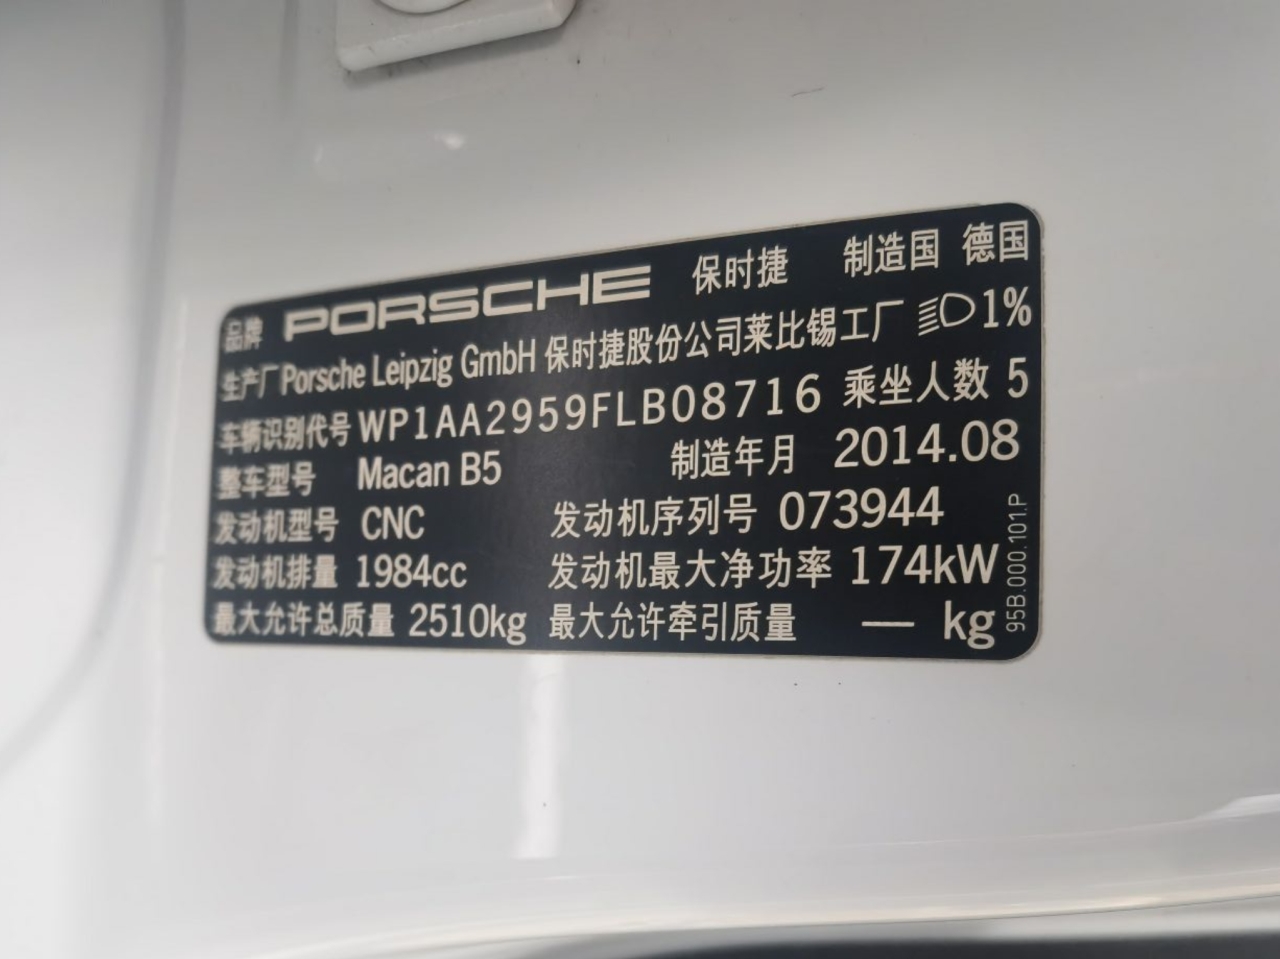 品牌 PORSCHE 保时捷 制造国 德国
生产厂 Porsche Leipzig GmbH 保时捷股份公司莱比锡工厂 1%
车辆识别代号 WP1AA2959FLB08716 乘坐人数 5
整车型号 Macan B5 制造年月 2014.08
发动机型号 CNC 发动机序列号 073944
发动机排量 1984cc 发动机最大净功率 174kW
最大允许总质量 2510kg 最大允许牵引质量 — kg
95B.000.101.P